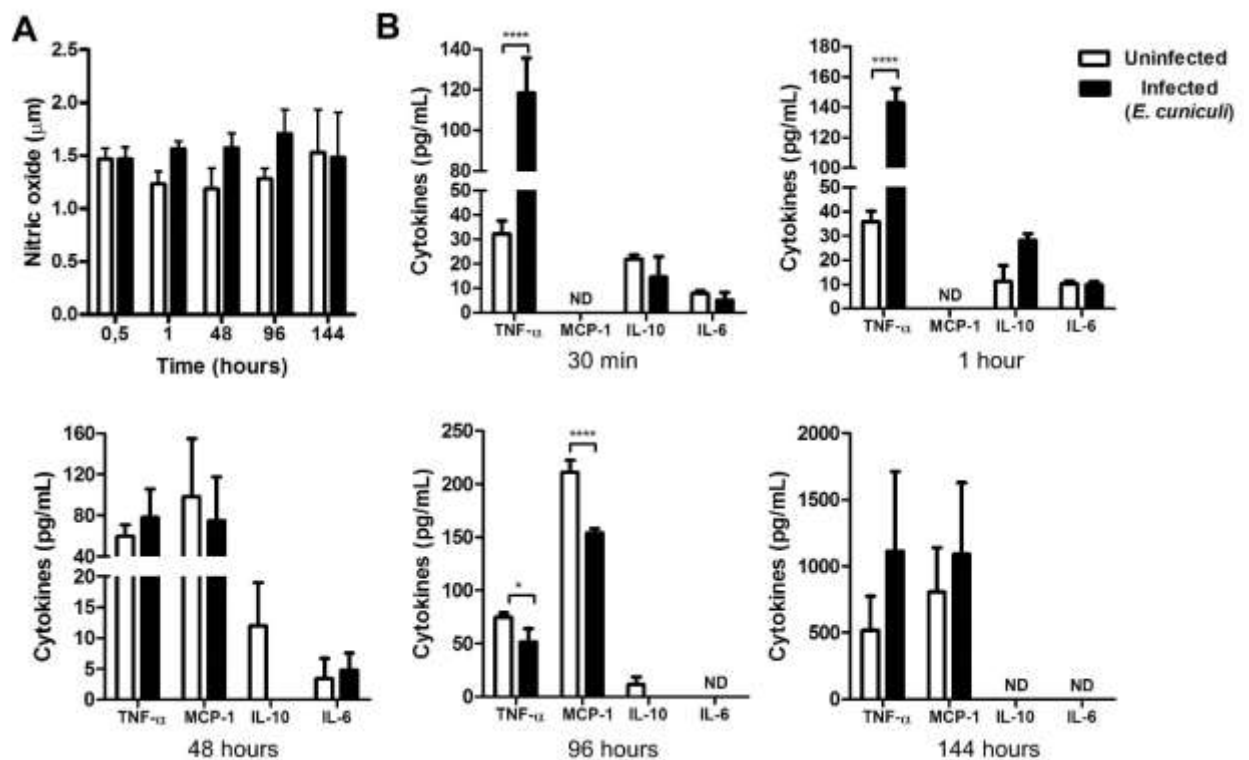 A
Nitric oxide (µm)
2.5
2.0
1.5
1.0
0.5
0.0
0,5 1 48 96 144
Time (hours)
B
Cytokines (pg/mL)
140
120
100
80
50
40
30
20
10
0
****
ND
TNF-α MCP-1 IL-10 IL-6
30 min
Cytokines (pg/mL)
180
160
140
120
100
50
40
30
20
10
0
****
ND
TNF-α MCP-1 IL-10 IL-6
1 hour
Uninfected
Infected
(E. cuniculi)
Cytokines (pg/mL)
160
120
80
40
20
15
10
5
0
TNF-α MCP-1 IL-10 IL-6
48 hours
Cytokines (pg/mL)
250
200
150
100
50
0
*
****
ND
TNF-α MCP-1 IL-10 IL-6
96 hours
Cytokines (pg/mL)
2000
1500
1000
500
0
ND ND
TNF-α MCP-1 IL-10 IL-6
144 hours